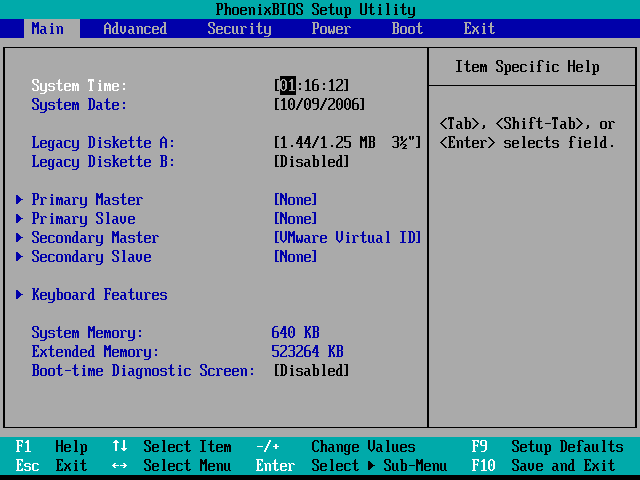 PhoenixBIOS Setup Utility
Main Advanced Security Power Boot Exit
Item Specific Help
System Time: [01:16:12]
System Date: [10/09/2006]
<Tab>, <Shift-Tab>, or
<Enter> selects field.
Legacy Diskette A: [1.44/1.25 MB 3½"]
Legacy Diskette B: [Disabled]
▶ Primary Master [None]
▶ Primary Slave [None]
▶ Secondary Master [VMware Virtual ID]
▶ Secondary Slave [None]
▶ Keyboard Features
System Memory: 640 KB
Extended Memory: 523264 KB
Boot-time Diagnostic Screen: [Disabled]
F1 Help ↑↓ Select Item -/+ Change Values F9 Setup Defaults
Esc Exit ↔ Select Menu Enter Select ▶ Sub-Menu F10 Save and Exit